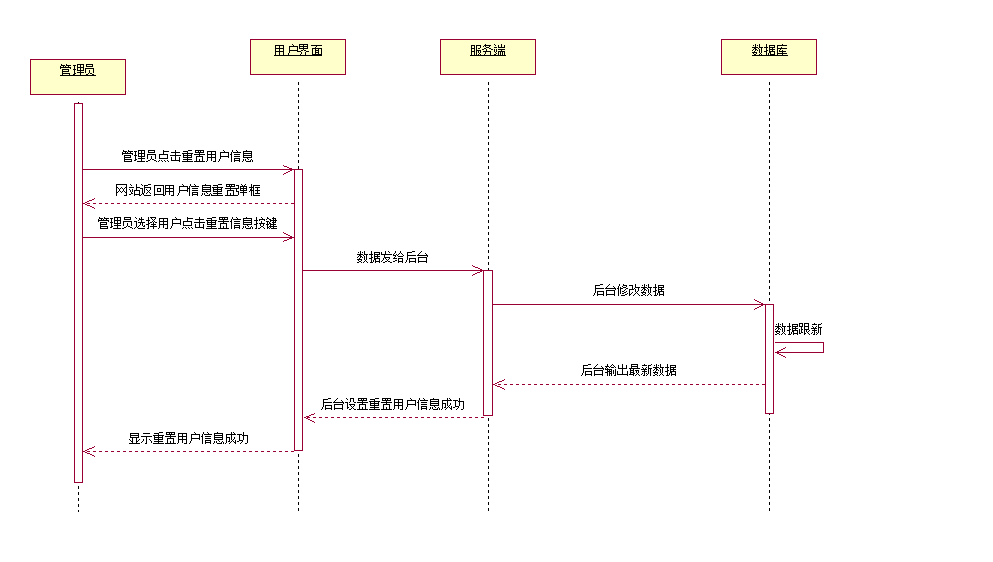 用户界面
服务端
数据库
管理员
管理员点击重置用户信息
网站返回用户信息重置弹框
管理员选择用户点击重置信息按键
数据发给后台
后台修改数据
数据跟新
后台输出最新数据
后台设置重置用户信息成功
显示重置用户信息成功